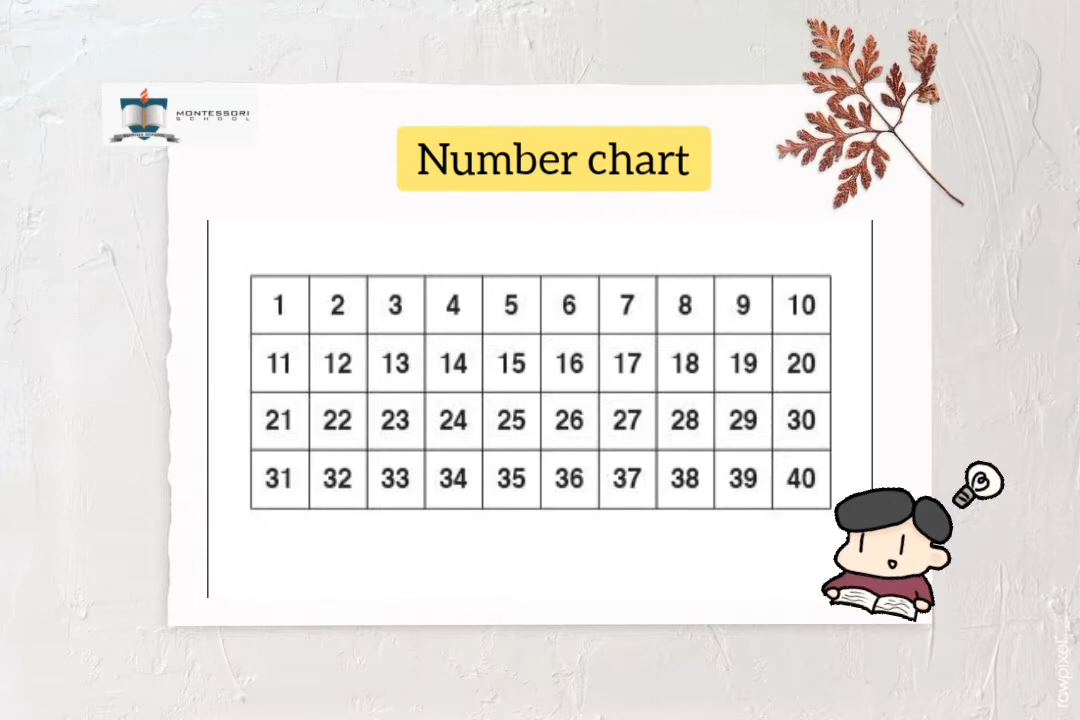 MONTESSORI
SCHOOL
Number chart
1 2 3 4 5 6 7 8 9 10
11 12 13 14 15 16 17 18 19 20
21 22 23 24 25 26 27 28 29 30
31 32 33 34 35 36 37 38 39 40
rawpixel